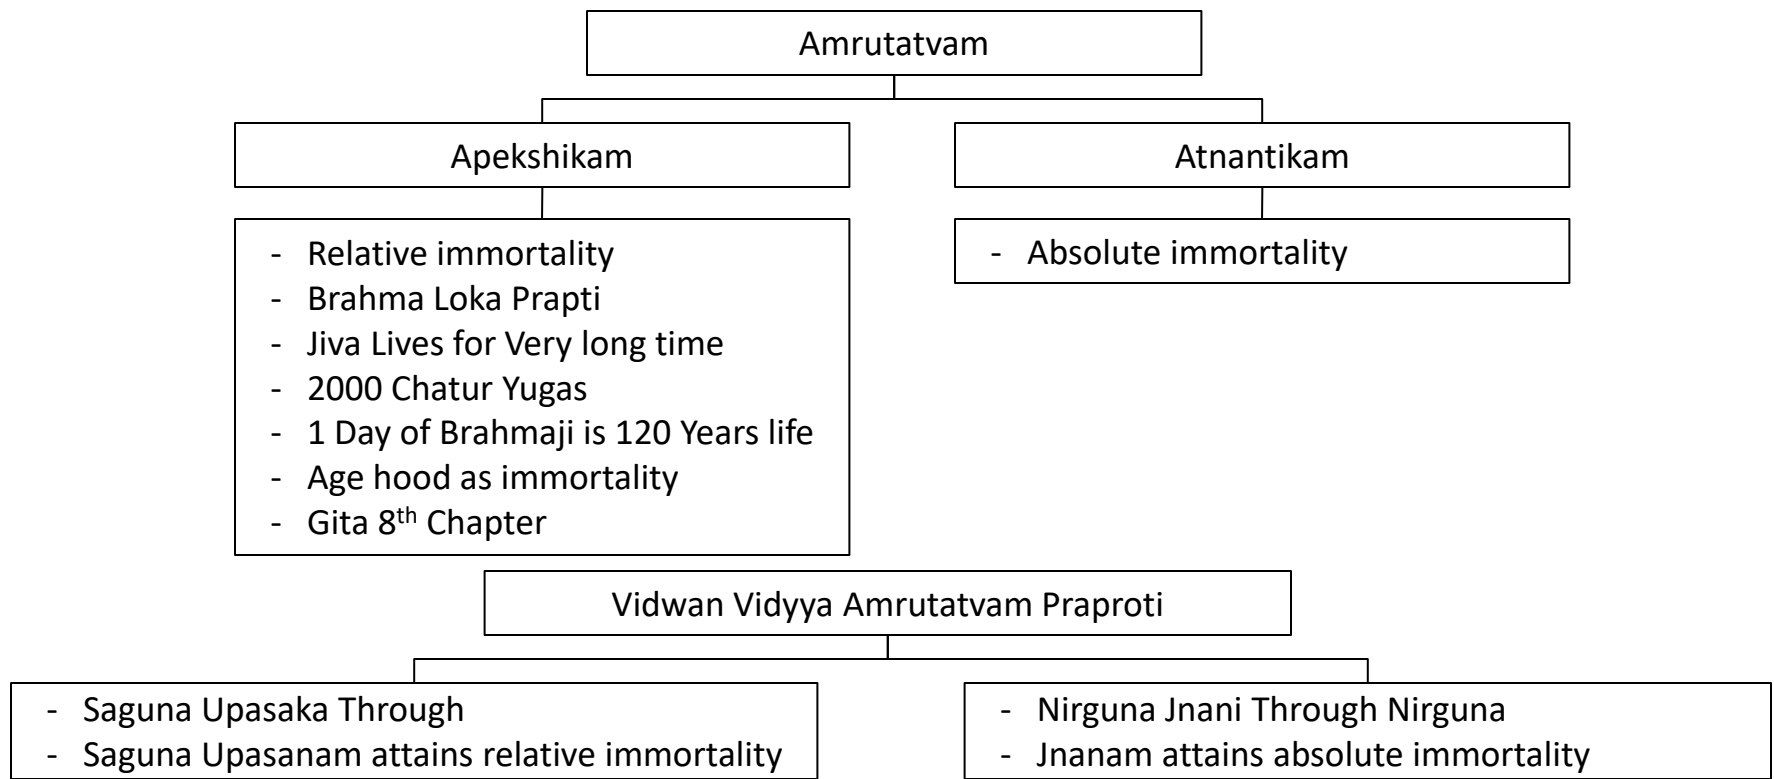 Amrutatvam
Apekshikam
Atnantikam
- Relative immortality
- Brahma Loka Prapti
- Jiva Lives for Very long time
- 2000 Chatur Yugas
- 1 Day of Brahmaji is 120 Years life
- Age hood as immortality
- Gita 8th Chapter
- Absolute immortality
Vidwan Vidyya Amrutatvam Praproti
- Saguna Upasaka Through
- Saguna Upasanam attains relative immortality
- Nirguna Jnani Through Nirguna
- Jnanam attains absolute immortality